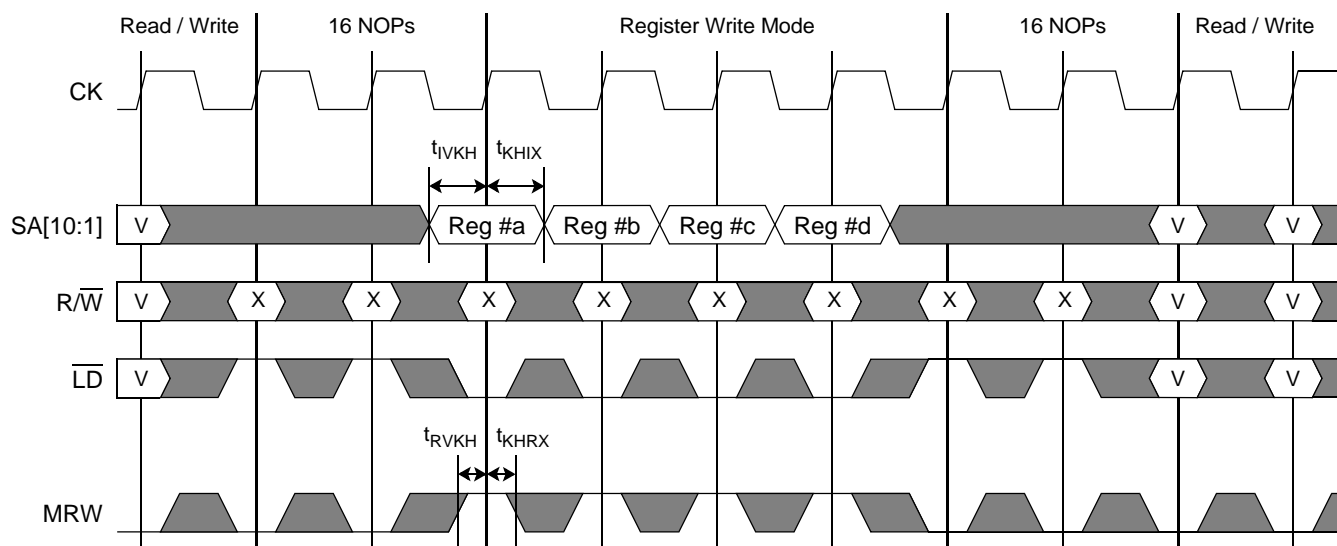 Read / Write 16 NOPs Register Write Mode 16 NOPs Read / Write
CK
tIVKH tKHIX
SA[10:1] V Reg #a Reg #b Reg #c Reg #d V V
R/W̅ V X X X X X X X X V V
L̅D̅ V V V
tRVKH tKHRX
MRW